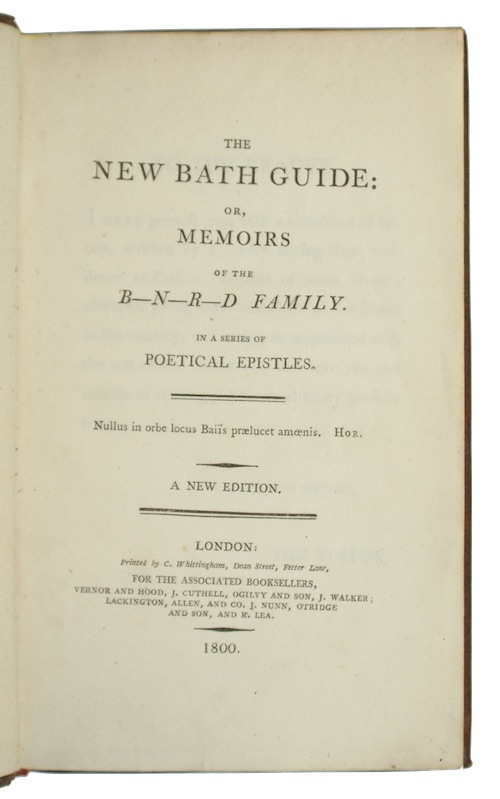 THE
NEW BATH GUIDE:
OR,
MEMOIRS
OF THE
B—N—R—D FAMILY.
IN A SERIES OF
POETICAL EPISTLES.
Nullus in orbe locus Baiïs prælucet amœnis. HOR.
A NEW EDITION.
LONDON:
Printed by C. Whittingham, Dean Street, Fetter Lane,
FOR THE ASSOCIATED BOOKSELLERS,
VERNOR AND HOOD, J. CUTHELL, OGILVY AND SON, J. WALKER;
LACKINGTON, ALLEN, AND CO. J. NUNN, OTRIDGE
AND SON, AND R. LEA.
1800.